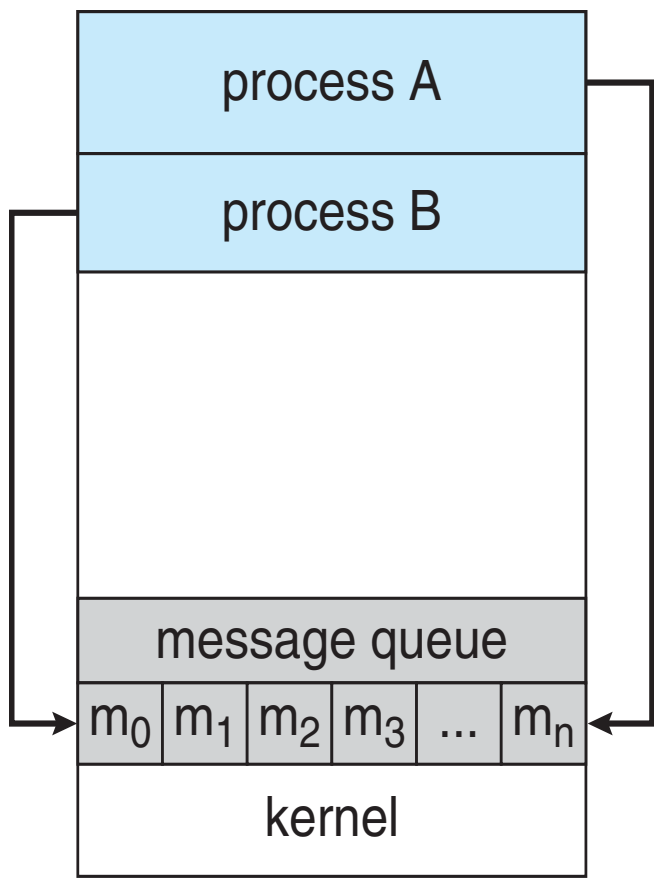 process A
process B
message queue
m₀ m₁ m₂ m₃ ... mₙ
kernel